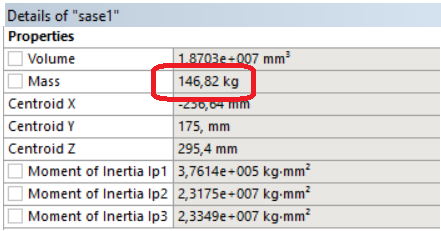 Details of "sase1"
Properties
Volume 1,8703e+007 mm³
Mass 146,82 kg
Centroid X -236,64 mm
Centroid Y 175, mm
Centroid Z 295,4 mm
Moment of Inertia Ip1 3,7614e+005 kg·mm²
Moment of Inertia Ip2 2,3175e+007 kg·mm²
Moment of Inertia Ip3 2,3349e+007 kg·mm²